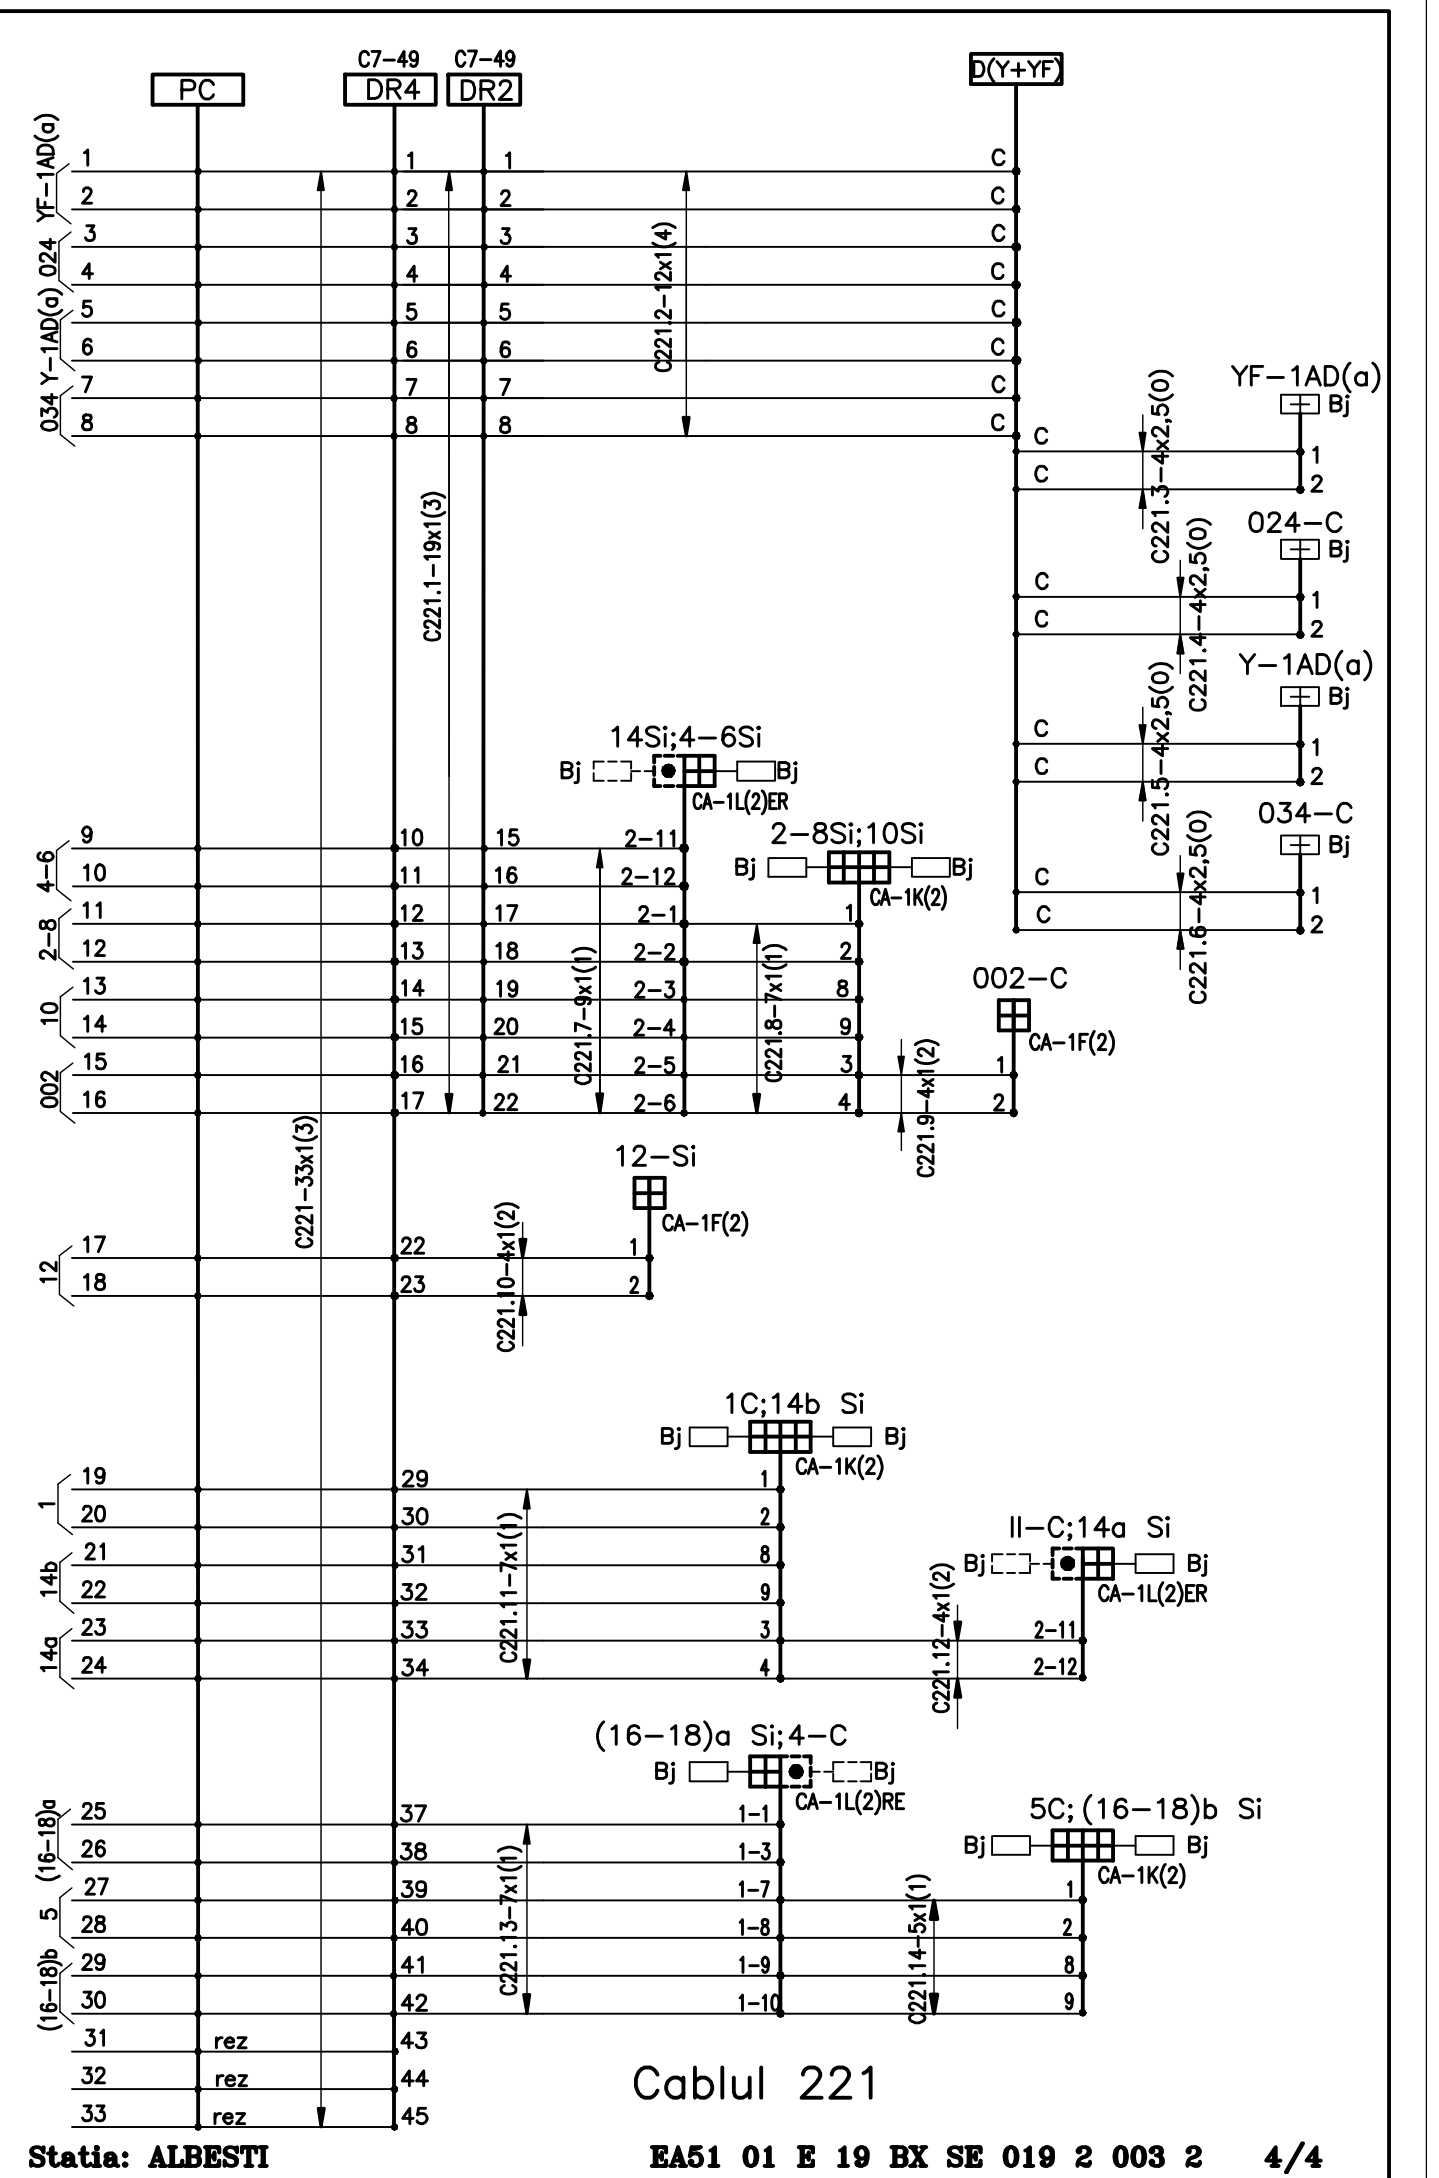 C7-49 C7-49
PC DR4 DR2 D(Y+YF)
YF-1AD(a)
1 1 1 C
2 2 2 C
024
3 3 3 C
4 4 4 C
Y-1AD(a)
5 5 5 C
6 6 6 C
034
7 7 7 C
8 8 8 C
C221.2-12x1(4)
C221.1-19x1(3)
C221-33x1(3)
YF-1AD(a)
Bj
C 1
C 2
C221.3-4x2,5(0)
024-C
Bj
C 1
C 2
C221.4-4x2,5(0)
Y-1AD(a)
Bj
C 1
C 2
C221.5-4x2,5(0)
034-C
Bj
C 1
C 2
C221.6-4x2,5(0)
14Si;4-6Si
Bj Bj
CA-1L(2)ER
2-8Si;10Si
Bj Bj
CA-1K(2)
4-6
9 10 15 2-11
10 11 16 2-12
2-8
11 12 17 2-1 1
12 13 18 2-2 2
10
13 14 19 2-3 8
14 15 20 2-4 9
002
15 16 21 2-5 3 1
16 17 22 2-6 4 2
C221.7-9x1(1)
C221.8-7x1(1)
C221.9-4x1(2)
002-C
CA-1F(2)
12-Si
CA-1F(2)
12
17 22 1
18 23 2
C221.10-4x1(2)
1C;14b Si
Bj Bj
CA-1K(2)
1
19 29 1
20 30 2
14b
21 31 8
22 32 9
14a
23 33 3 2-11
24 34 4 2-12
C221.11-7x1(1)
C221.12-4x1(2)
II-C;14a Si
Bj Bj
CA-1L(2)ER
(16-18)a Si;4-C
Bj Bj
CA-1L(2)RE
5C;(16-18)b Si
Bj Bj
CA-1K(2)
(16-18)a
25 37 1-1
26 38 1-3
5
27 39 1-7 1
28 40 1-8 2
(16-18)b
29 41 1-9 8
30 42 1-10 9
C221.13-7x1(1)
C221.14-5x1(1)
31 rez 43
32 rez 44
33 rez 45
Cablul 221
Statia: ALBESTI EA51 01 E 19 BX SE 019 2 003 2 4/4